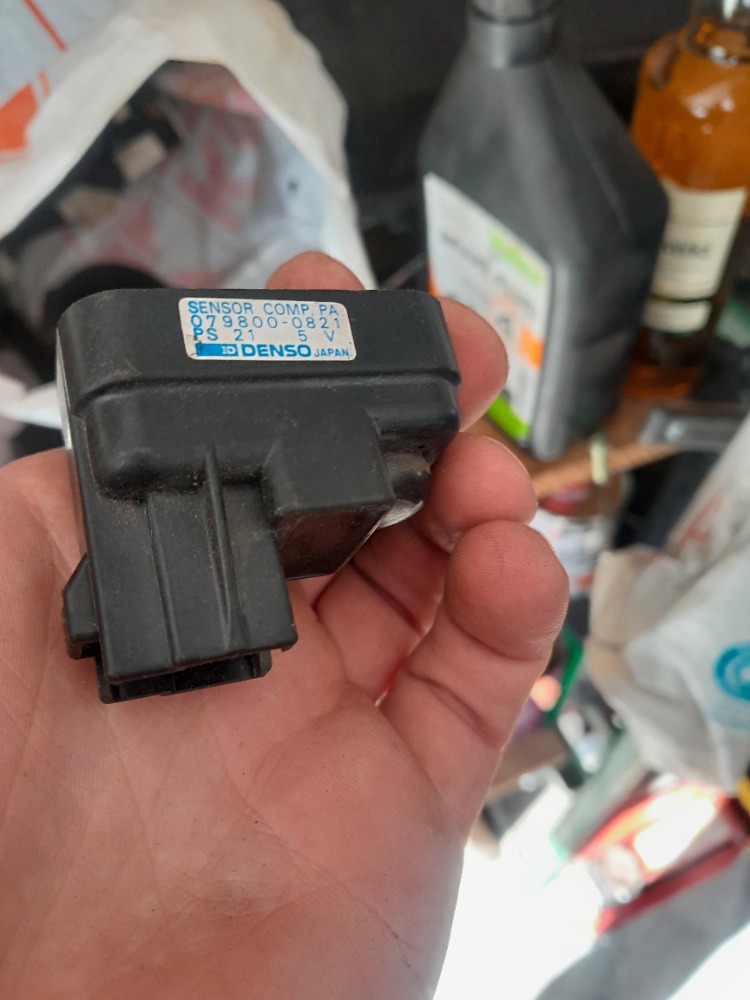 SENSOR COMP, PA
079800-0821
PS 21 5 V
DENSO JAPAN